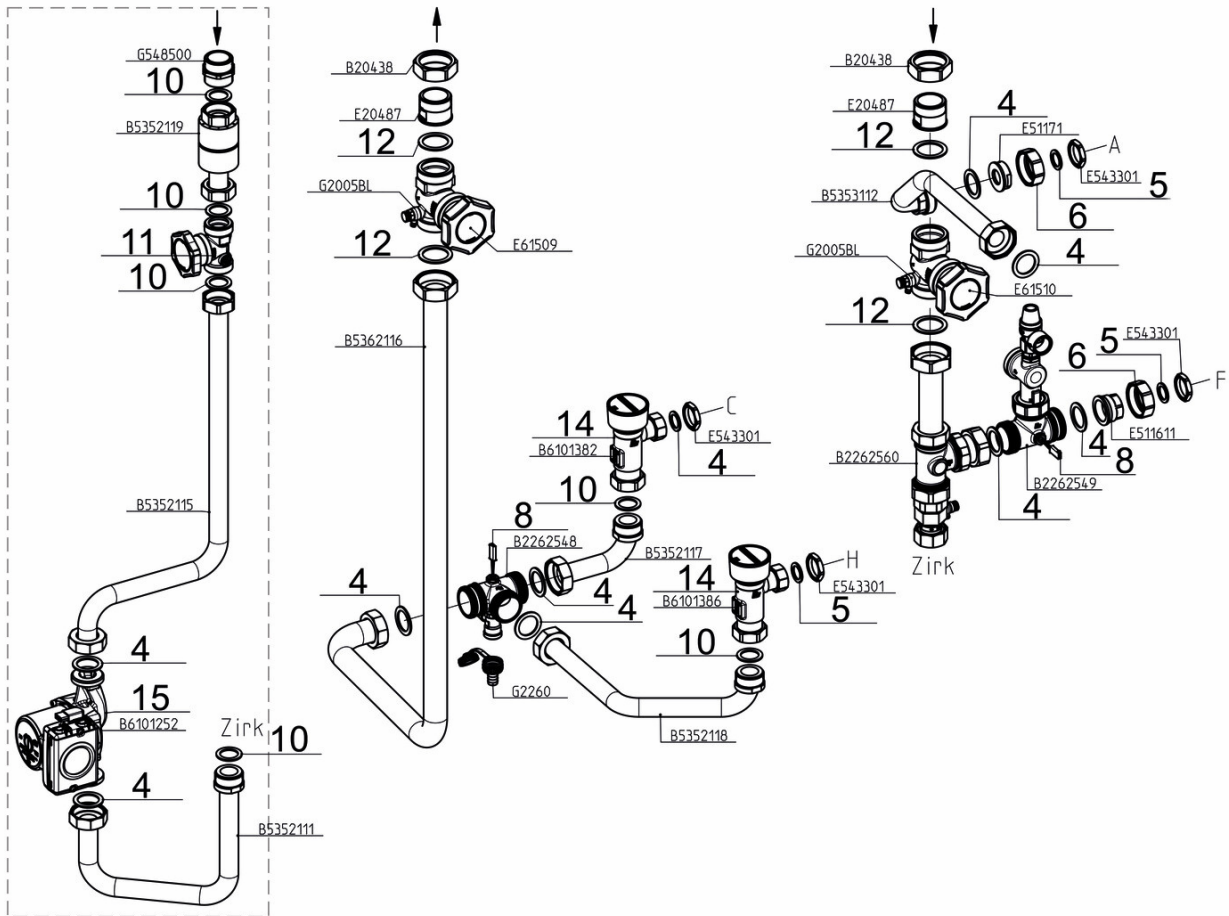 G548500
10
B5352119
10
11
10
B5352115
4
15
B6101252
Zirk
10
4
B5352111
B20438
E20487
12
G2005BL
E61509
12
B5362116
C
14
E543301
B6101382
4
10
8
B2262548
B5352117
4
4
4
G2260
H
14
E543301
B6101386
5
10
B5352118
B20438
E20487
4
E51171
A
12
E543301
5
B5353112
6
G2005BL
4
E61510
12
E543301
5
6
F
4
E511611
8
B2262560
B2262549
4
Zirk